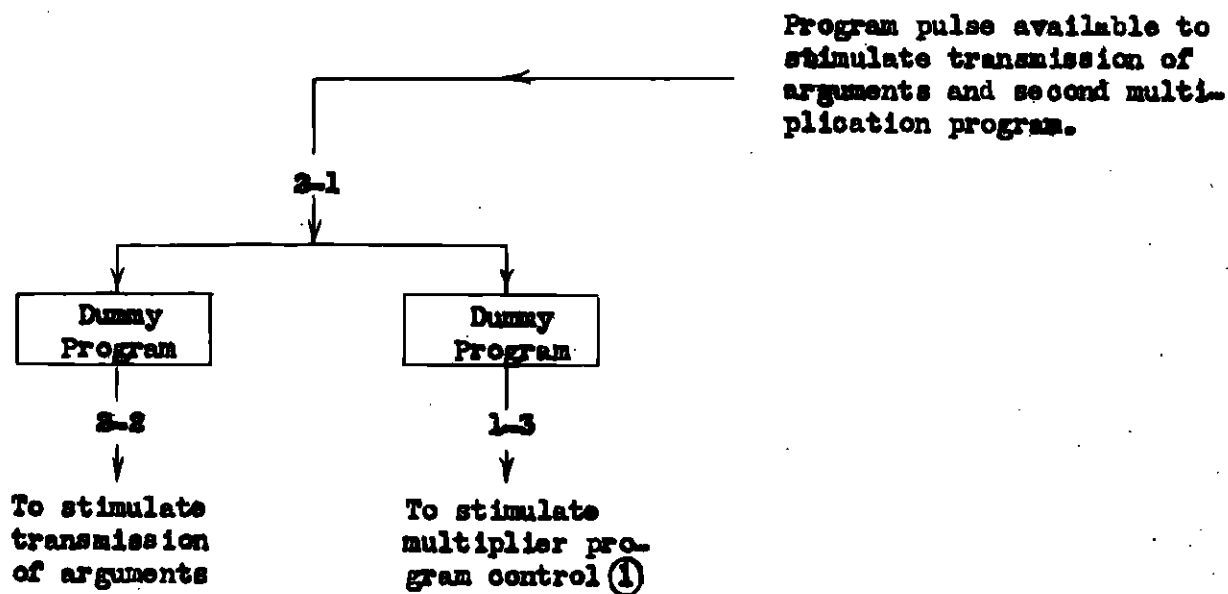 Program pulse available to
stimulate transmission of
arguments and second multi-
plication program.
2-1
Dummy
Program
Dummy
Program
2-2
1-3
To stimulate
transmission
of arguments
To stimulate
multiplier pro-
gram control ①